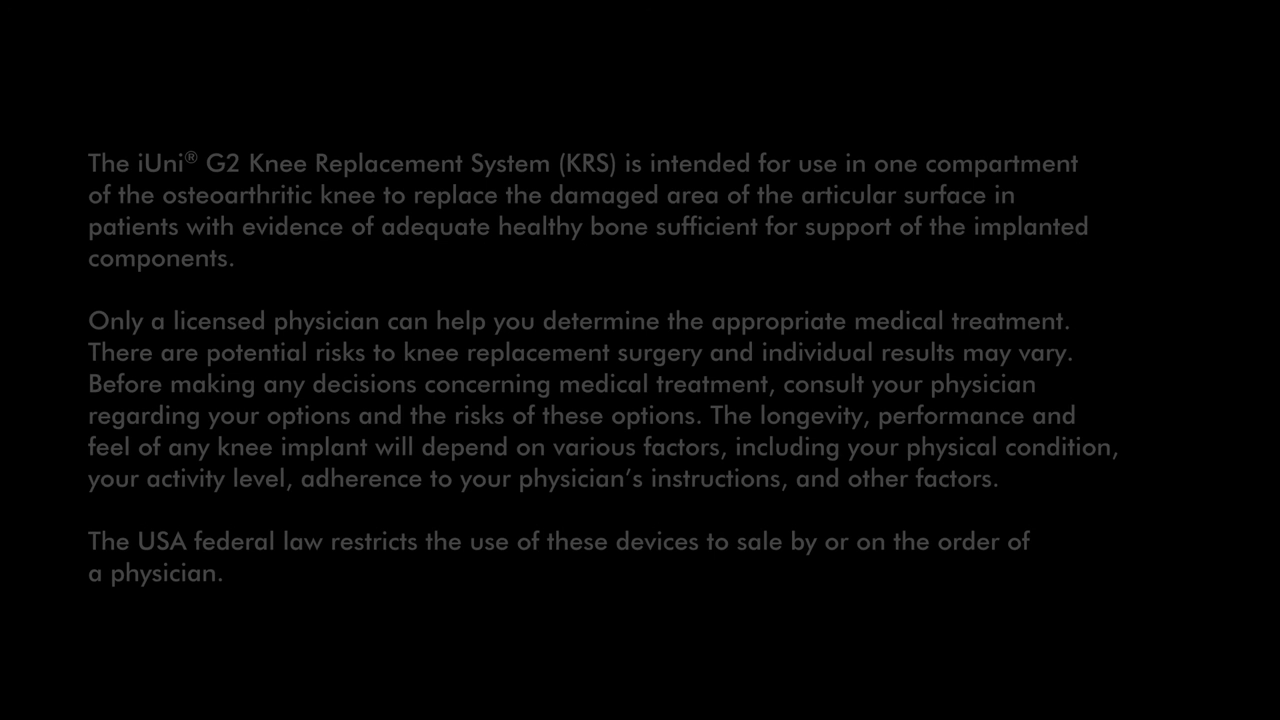 The iUni® G2 Knee Replacement System (KRS) is intended for use in one compartment
of the osteoarthritic knee to replace the damaged area of the articular surface in
patients with evidence of adequate healthy bone sufficient for support of the implanted
components.
Only a licensed physician can help you determine the appropriate medical treatment.
There are potential risks to knee replacement surgery and individual results may vary.
Before making any decisions concerning medical treatment, consult your physician
regarding your options and the risks of these options. The longevity, performance and
feel of any knee implant will depend on various factors, including your physical condition,
your activity level, adherence to your physician’s instructions, and other factors.
The USA federal law restricts the use of these devices to sale by or on the order of
a physician.